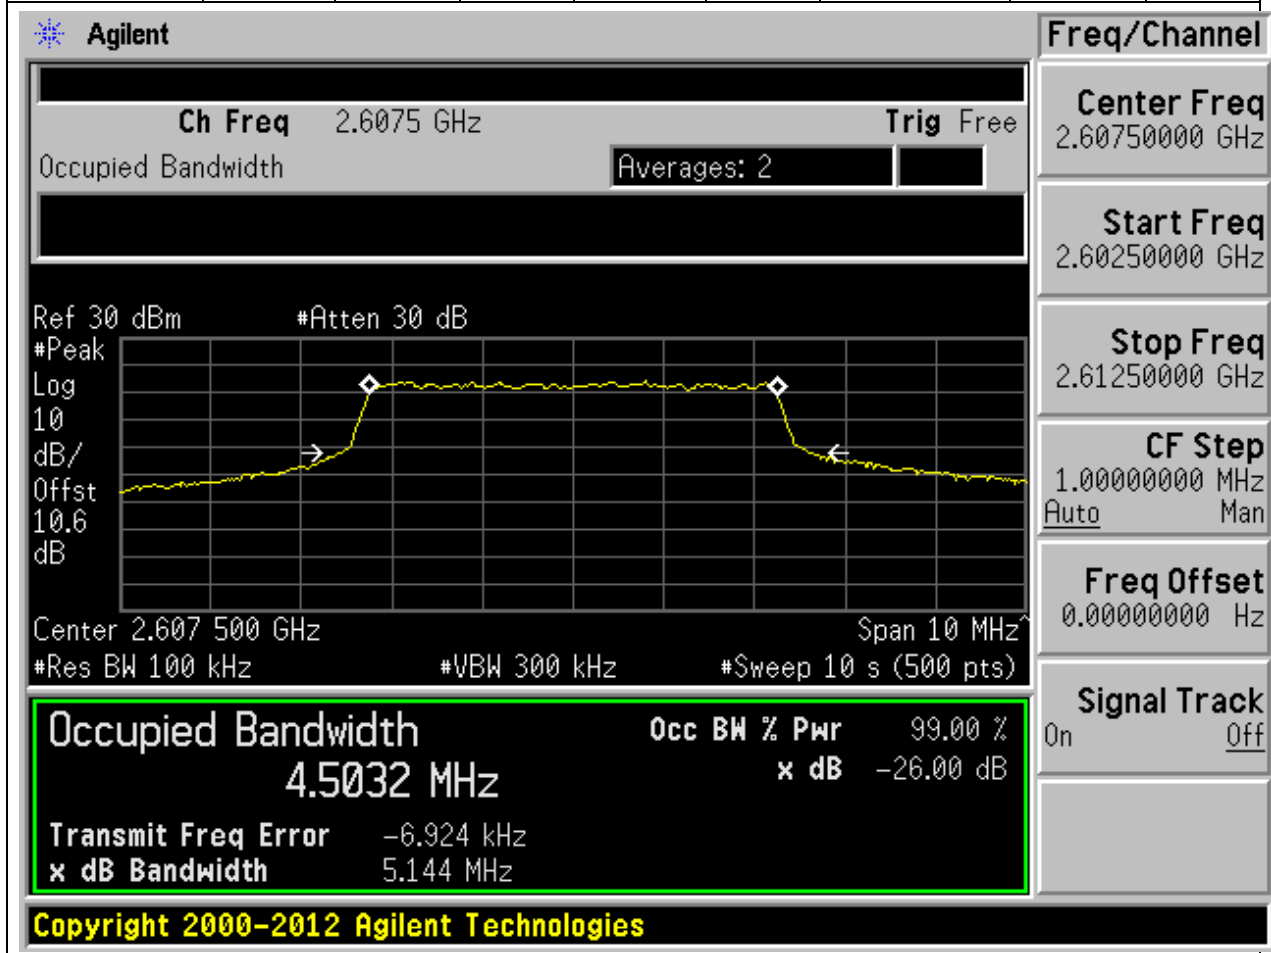 Agilent
Freq/Channel
Ch Freq 2.6075 GHz Trig Free
Occupied Bandwidth Averages: 2
Center Freq
2.60750000 GHz
Start Freq
2.60250000 GHz
Stop Freq
2.61250000 GHz
CF Step
1.00000000 MHz
Auto Man
Freq Offset
0.00000000 Hz
Signal Track
On Off
Ref 30 dBm #Atten 30 dB
#Peak
Log
10
dB/
Offst
10.6
dB
Center 2.607 500 GHz Span 10 MHz^
#Res BW 100 kHz #VBW 300 kHz #Sweep 10 s (500 pts)
Occupied Bandwidth Occ BW % Pwr 99.00 %
4.5032 MHz x dB -26.00 dB
Transmit Freq Error -6.924 kHz
x dB Bandwidth 5.144 MHz
Copyright 2000-2012 Agilent Technologies